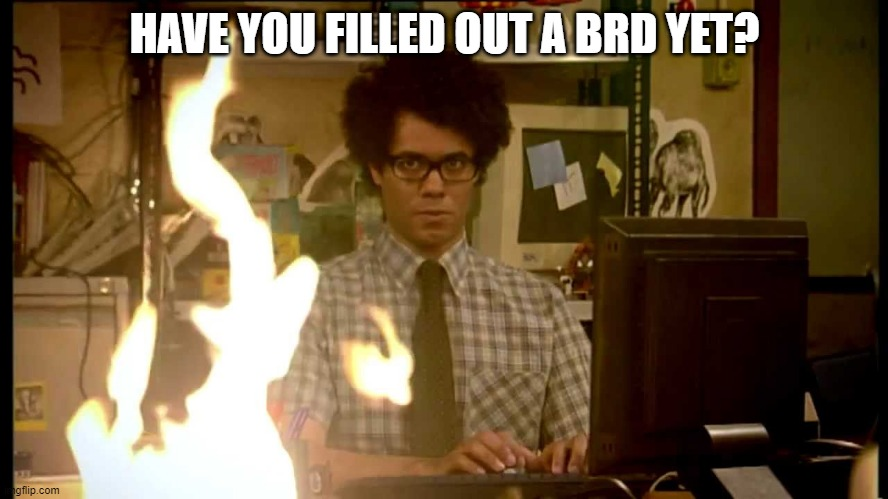 HAVE YOU FILLED OUT A BRD YET?
imgflip.com